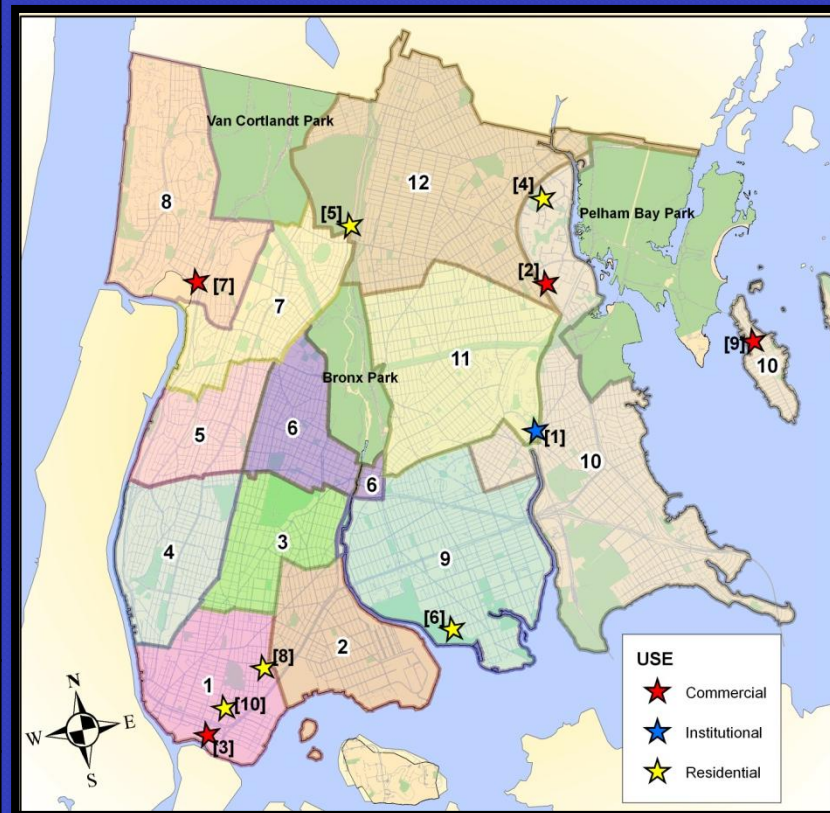 Van Cortlandt Park
8
12
[4]
[5]
Pelham Bay Park
[7]
[2]
7
[9]
10
11
Bronx Park
5
6
[1]
10
6
4
3
9
[6]
2
[8]
1
[10]
[3]
N
W
E
S
USE
Commercial
Institutional
Residential